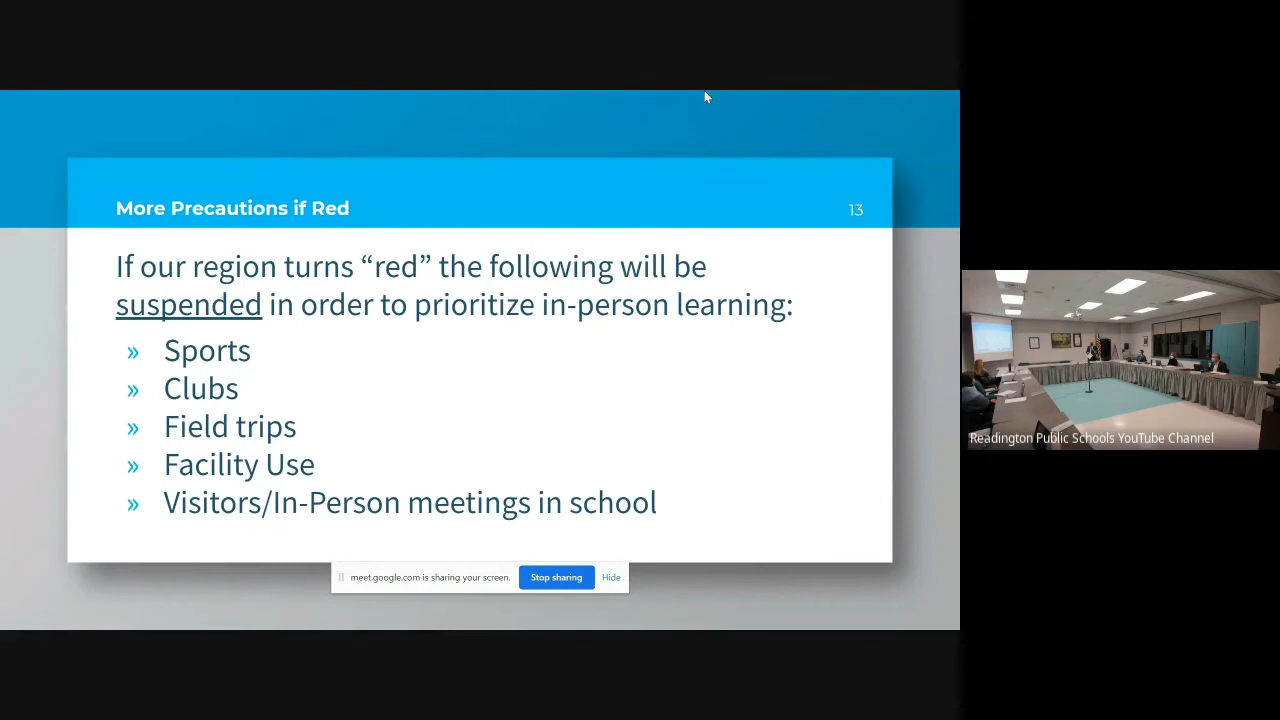 More Precautions if Red
13
If our region turns “red” the following will be
suspended in order to prioritize in-person learning:
» Sports
» Clubs
» Field trips
» Facility Use
» Visitors/In-Person meetings in school
meet.google.com is sharing your screen.
Stop sharing
Hide
Readington Public Schools YouTube Channel